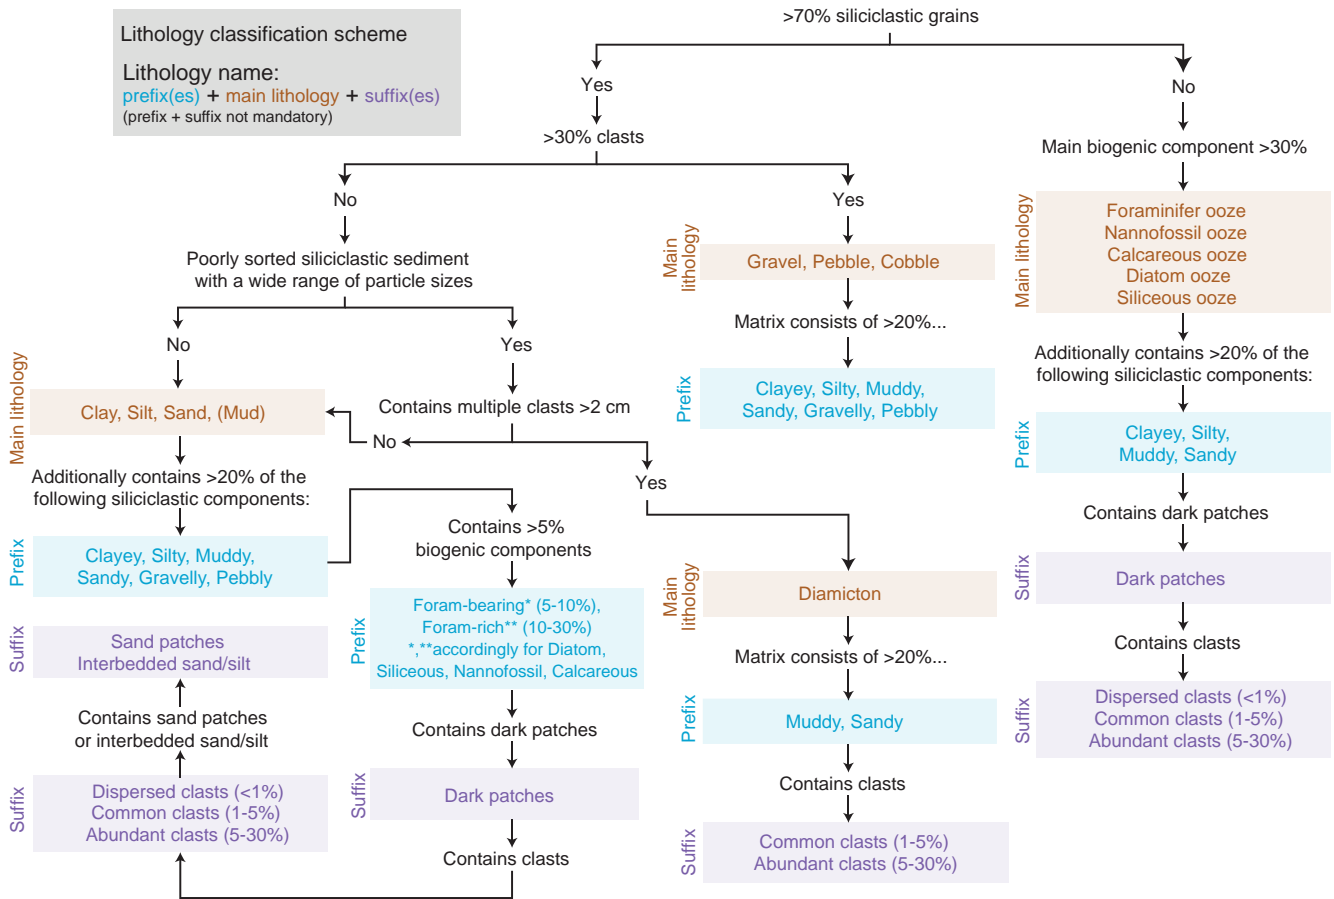 Lithology classification scheme
Lithology name:
prefix(es) + main lithology + suffix(es)
(prefix + suffix not mandatory)
>70% siliciclastic grains
Yes
No
>30% clasts
Main biogenic component >30%
No
Yes
Main lithology
Foraminifer ooze
Nannofossil ooze
Calcareous ooze
Diatom ooze
Siliceous ooze
Poorly sorted siliciclastic sediment
with a wide range of particle sizes
Main
lithology
Gravel, Pebble, Cobble
Matrix consists of >20%...
No
Yes
Additionally contains >20% of the
following siliciclastic components:
Prefix
Clayey, Silty, Muddy,
Sandy, Gravelly, Pebbly
Main lithology
Clay, Silt, Sand, (Mud)
Contains multiple clasts >2 cm
No
Yes
Prefix
Clayey, Silty,
Muddy, Sandy
Additionally contains >20% of the
following siliciclastic components:
Contains dark patches
Prefix
Clayey, Silty, Muddy,
Sandy, Gravelly, Pebbly
Contains >5%
biogenic components
Suffix
Dark patches
Main
lithology
Diamicton
Prefix
Foram-bearing* (5-10%),
Foram-rich** (10-30%)
*,**accordingly for Diatom,
Siliceous, Nannofossil, Calcareous
Suffix
Sand patches
Interbedded sand/silt
Matrix consists of >20%...
Contains clasts
Contains sand patches
or interbedded sand/silt
Contains dark patches
Prefix
Muddy, Sandy
Suffix
Dispersed clasts (<1%)
Common clasts (1-5%)
Abundant clasts (5-30%)
Suffix
Dispersed clasts (<1%)
Common clasts (1-5%)
Abundant clasts (5-30%)
Suffix
Dark patches
Contains clasts
Contains clasts
Suffix
Common clasts (1-5%)
Abundant clasts (5-30%)